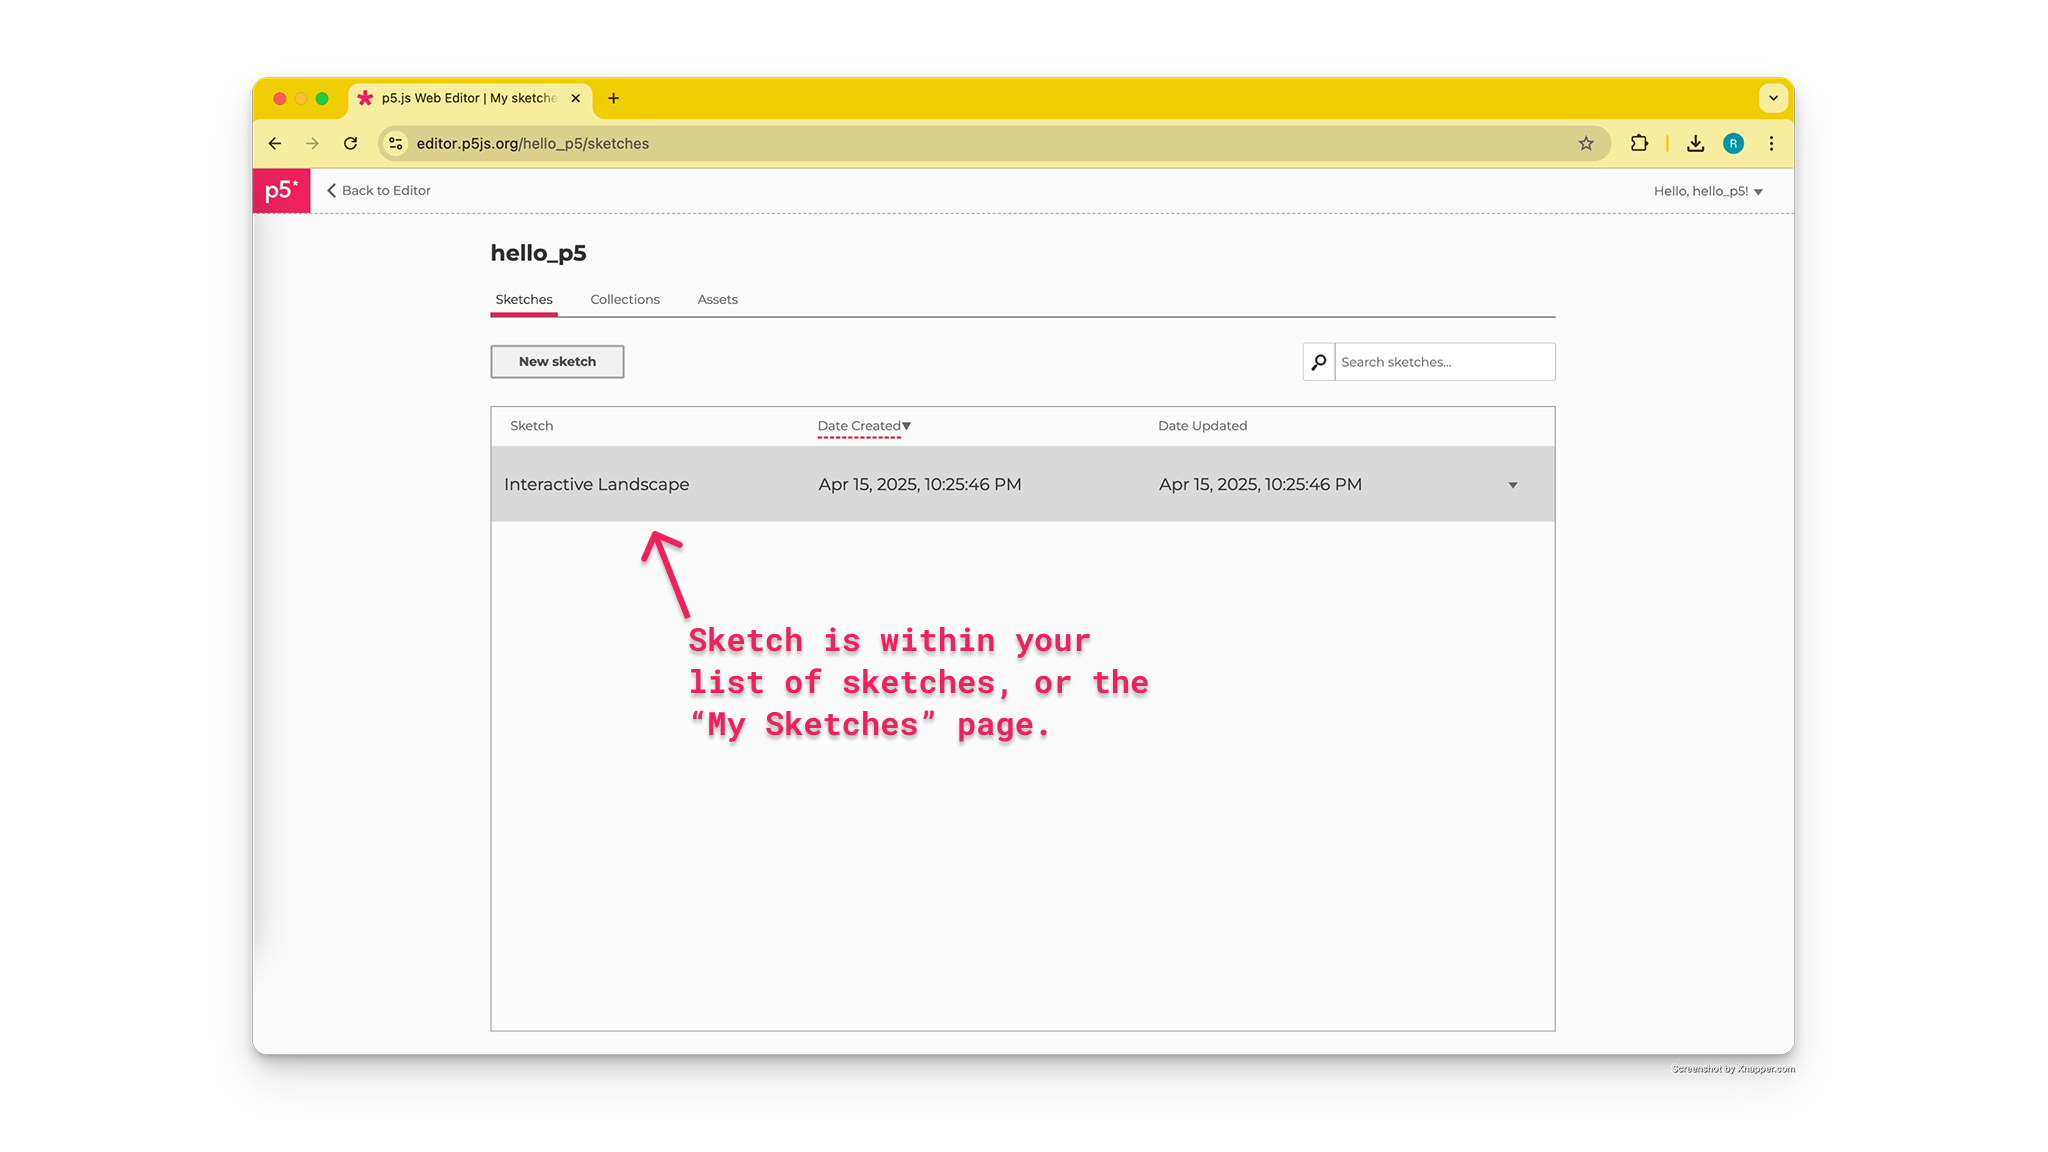 p5.js Web Editor | My sketche
editor.p5js.org/hello_p5/sketches
R
p5*
Back to Editor
Hello, hello_p5!
hello_p5
Sketches Collections Assets
New sketch
Search sketches...
Sketch Date Created▼ Date Updated
Interactive Landscape Apr 15, 2025, 10:25:46 PM Apr 15, 2025, 10:25:46 PM
Sketch is within your
list of sketches, or the
“My Sketches” page.
Screenshot by Xnapper.com